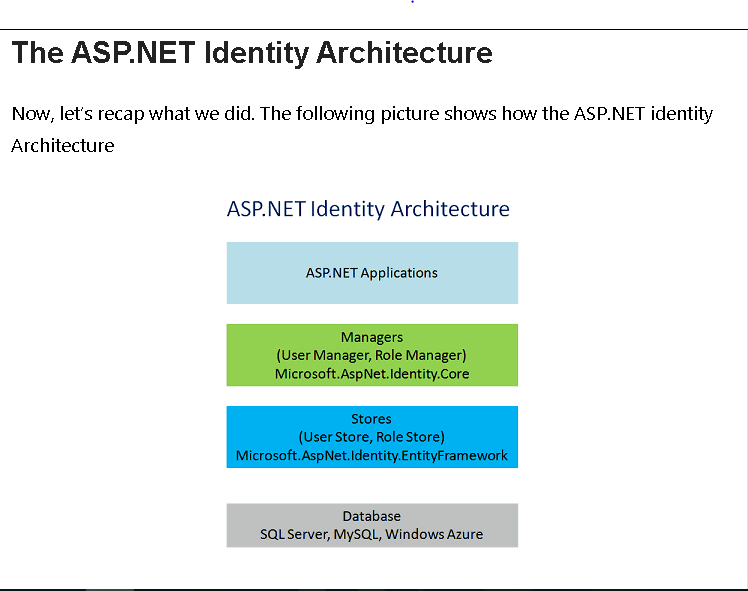 The ASP.NET Identity Architecture
Now, let's recap what we did. The following picture shows how the ASP.NET identity
Architecture
ASP.NET Identity Architecture
ASP.NET Applications
Managers
(User Manager, Role Manager)
Microsoft.AspNet.Identity.Core
Stores
(User Store, Role Store)
Microsoft.AspNet.Identity.EntityFramework
Database
SQL Server, MySQL, Windows Azure